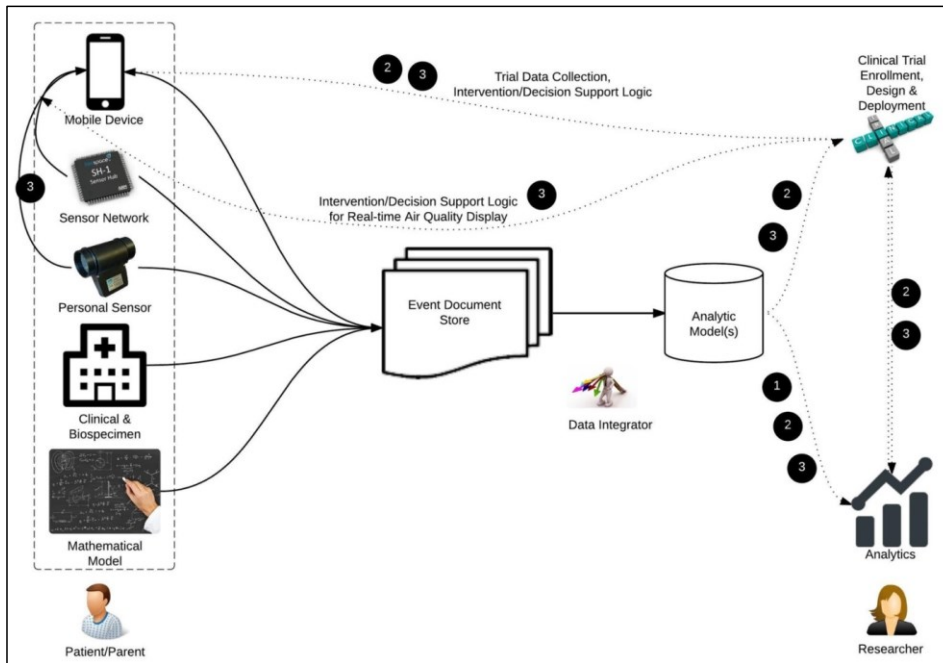 Mobile Device
SH-1
Sensor Hub
Sensor Network
3
Personal Sensor
Clinical &
Biospecimen
Mathematical
Model
Patient/Parent
2
3
Trial Data Collection,
Intervention/Decision Support Logic
Intervention/Decision Support Logic
for Real-time Air Quality Display
3
Event Document
Store
Data Integrator
Analytic
Model(s)
2
3
1
2
3
Clinical Trial
Enrollment,
Design &
Deployment
2
3
Analytics
Researcher